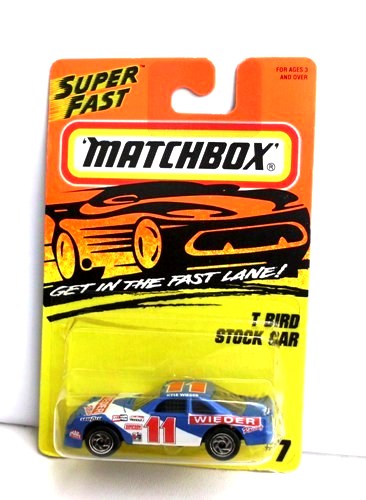 SUPER
FAST
FOR AGES 3
AND OVER
'MATCHBOX'®
GET IN THE FAST LANE!
T BIRD
STOCK CAR
11
11
WIEDER
7